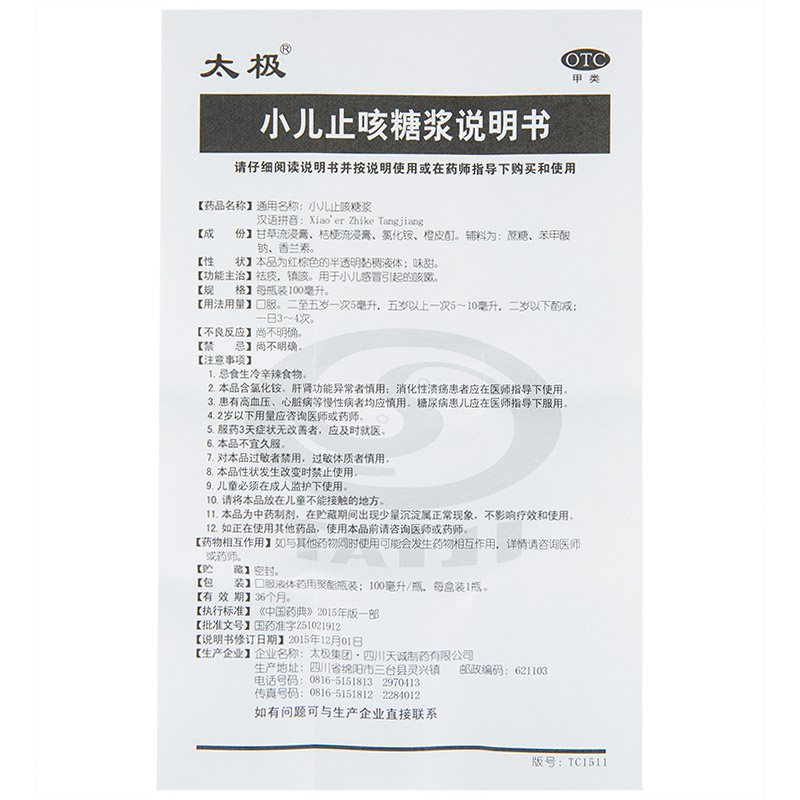 太极®
OTC
甲类
小儿止咳糖浆说明书
请仔细阅读说明书并按说明使用或在药师指导下购买和使用
【药品名称】通用名称：小儿止咳糖浆
汉语拼音：Xiao'er Zhike Tangjiang
【成　份】甘草流浸膏、桔梗流浸膏、氯化铵、橙皮酊。辅料为：蔗糖、苯甲酸
钠、香兰素。
【性　状】本品为红棕色的半透明黏稠液体；味甜。
【功能主治】祛痰，镇咳。用于小儿感冒引起的咳嗽。
【规　格】每瓶装100毫升。
【用法用量】口服。二至五岁一次5毫升，五岁以上一次5～10毫升，二岁以下酌减；
一日3～4次。
【不良反应】尚不明确。
【禁　忌】尚不明确。
【注意事项】
1. 忌食生冷辛辣食物。
2. 本品含氯化铵。肝肾功能异常者慎用；消化性溃疡患者应在医师指导下使用。
3. 患有高血压、心脏病等慢性病者均应慎用。糖尿病患儿应在医师指导下服用。
4. 2岁以下用量应咨询医师或药师。
5. 服药3天症状无改善者，应及时就医。
6. 本品不宜久服。
7. 对本品过敏者禁用，过敏体质者慎用。
8. 本品性状发生改变时禁止使用。
9. 儿童必须在成人监护下使用。
10. 请将本品放在儿童不能接触的地方。
11. 本品为中药制剂，在贮藏期间出现少量沉淀属正常现象，不影响疗效和使用。
12. 如正在使用其他药品，使用本品前请咨询医师或药师。
【药物相互作用】如与其他药物同时使用可能会发生药物相互作用，详情请咨询医师
或药师。
【贮　藏】密封。
【包　装】口服液体药用聚酯瓶装；100毫升/瓶，每盒装1瓶。
【有 效 期】36个月。
【执行标准】《中国药典》2015年版一部
【批准文号】国药准字Z51021912
【说明书修订日期】2015年12月01日
【生产企业】企业名称：太极集团·四川天诚制药有限公司
生产地址：四川省绵阳市三台县灵兴镇　邮政编码：621103
电话号码：0816-5151813　2970413
传真号码：0816-5151812　2284012
如有问题可与生产企业直接联系
版号：TC1511
TAIJI